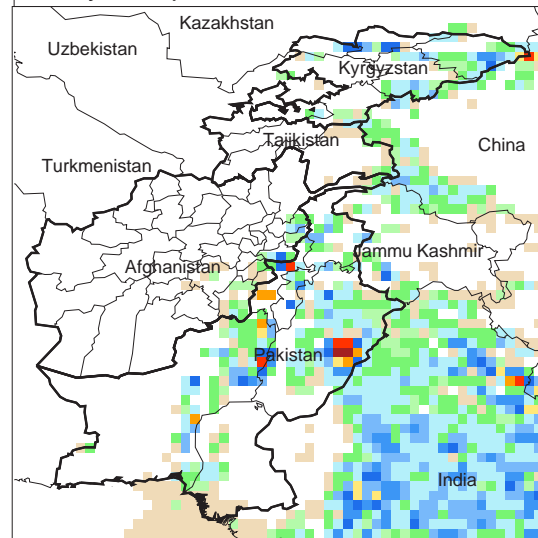 Kazakhstan
Uzbekistan
Kyrgyzstan
Tajikistan
China
Turkmenistan
Jammu Kashmir
Afghanistan
Pakistan
India